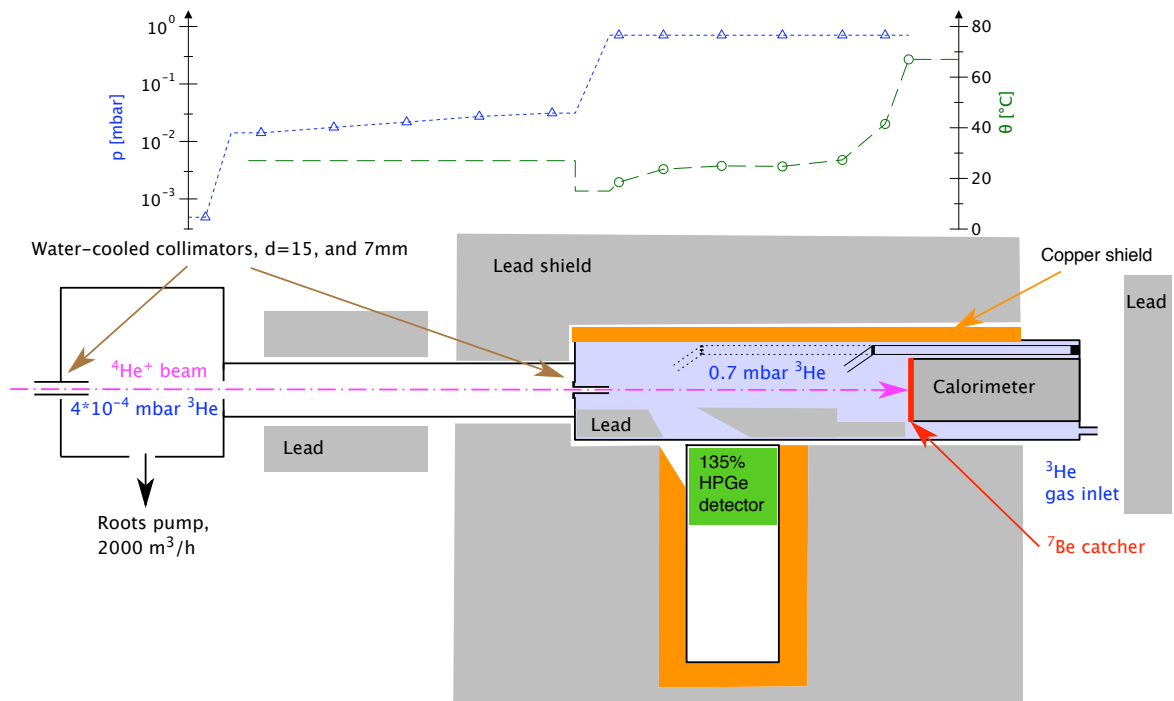 10⁰
10⁻¹
10⁻²
10⁻³
p [mbar]
80
60
40
20
0
θ [°C]
Water-cooled collimators, d=15, and 7mm
Lead shield
Copper shield
Lead
⁴He⁺ beam
4*10⁻⁴ mbar ³He
0.7 mbar ³He
Calorimeter
Lead
Lead
135%
HPGe
detector
³He
gas inlet
Roots pump,
2000 m³/h
⁷Be catcher